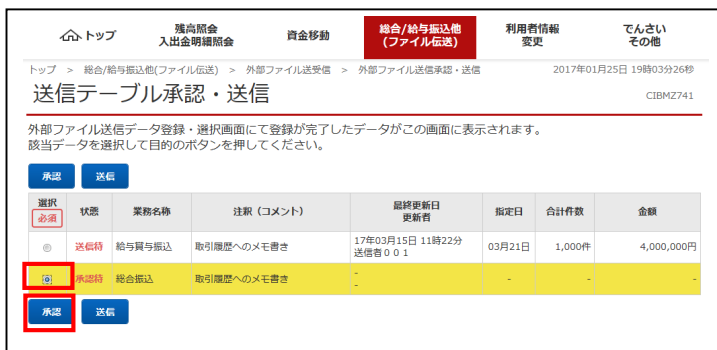 トップ
残高照会
入出金明細照会
資金移動
総合/給与振込他
(ファイル伝送)
利用者情報
変更
でんさい
その他
トップ > 総合/給与振込他(ファイル伝送) > 外部ファイル送受信 > 外部ファイル送信承認・送信 2017年01月25日 19時03分26秒
送信テーブル承認・送信 CIBMZ741
外部ファイル送信データ登録・選択画面にて登録が完了したデータがこの画面に表示されます。
該当データを選択して目的のボタンを押してください。
承認 送信
選択
必須
状態 業務名称 注釈（コメント）
最終更新日
更新者
指定日 合計件数 金額
送信待 給与賞与振込 取引履歴へのメモ書き
17年03月15日 11時22分
送信者００１
03月21日 1,000件 4,000,000円
承認待 総合振込 取引履歴へのメモ書き
-
-
- - -
承認 送信